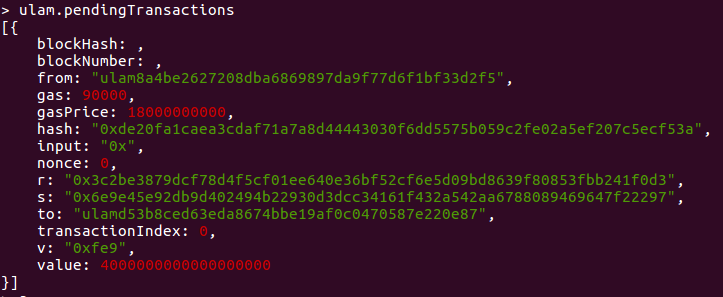 > ulam.pendingTransactions
[{
blockHash: ,
blockNumber: ,
from: "ulam8a4be2627208dba6869897da9f77d6f1bf33d2f5",
gas: 90000,
gasPrice: 18000000000,
hash: "0xde20fa1caea3cdaf71a7a8d44443030f6dd5575b059c2fe02a5ef207c5ecf53a",
input: "0x",
nonce: 0,
r: "0x3c2be3879dcf78d4f5cf01ee640e36bf52cf6e5d09bd8639f80853fbb241f0d3",
s: "0x6e9e45e92db9d402494b22930d3dcc34161f432a542aa6788089469647f22297",
to: "ulamd53b8ced63eda8674bbe19af0c0470587e220e87",
transactionIndex: 0,
v: "0xfe9",
value: 4000000000000000000
}]